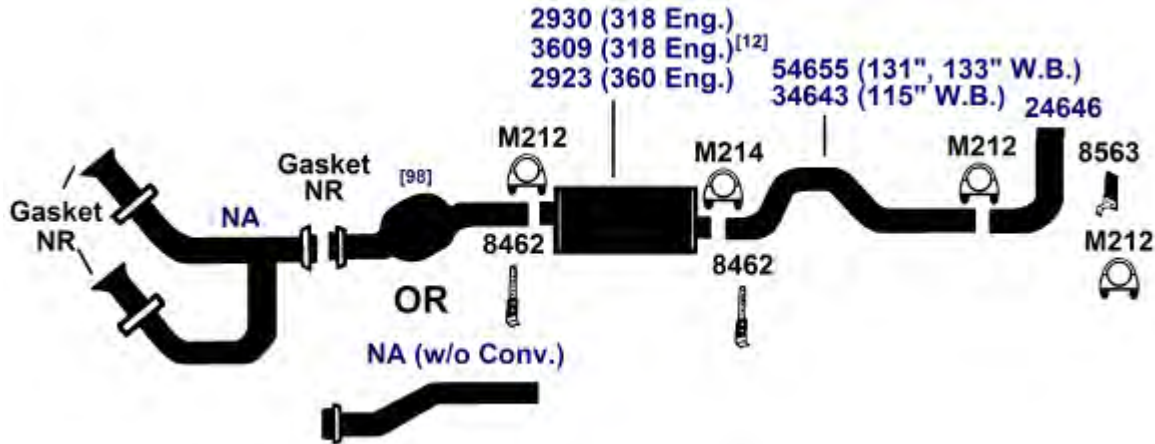 2930 (318 Eng.)
3609 (318 Eng.)[12]
2923 (360 Eng.)
54655 (131", 133" W.B.)
34643 (115" W.B.)
24646
M212
M214
M212
8563
Gasket
NR
[98]
Gasket
NR
NA
8462
8462
M212
OR
NA (w/o Conv.)